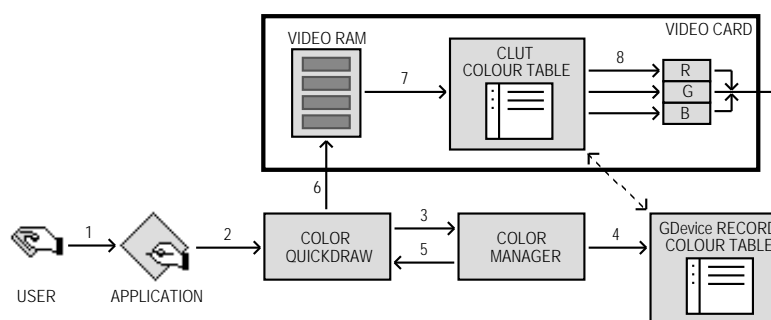 VIDEO CARD
VIDEO RAM
CLUT
COLOUR TABLE
7
8
R
G
B
6
1
2
3
4
5
COLOR
QUICKDRAW
COLOR
MANAGER
GDevice RECORD
COLOUR TABLE
USER
APPLICATION